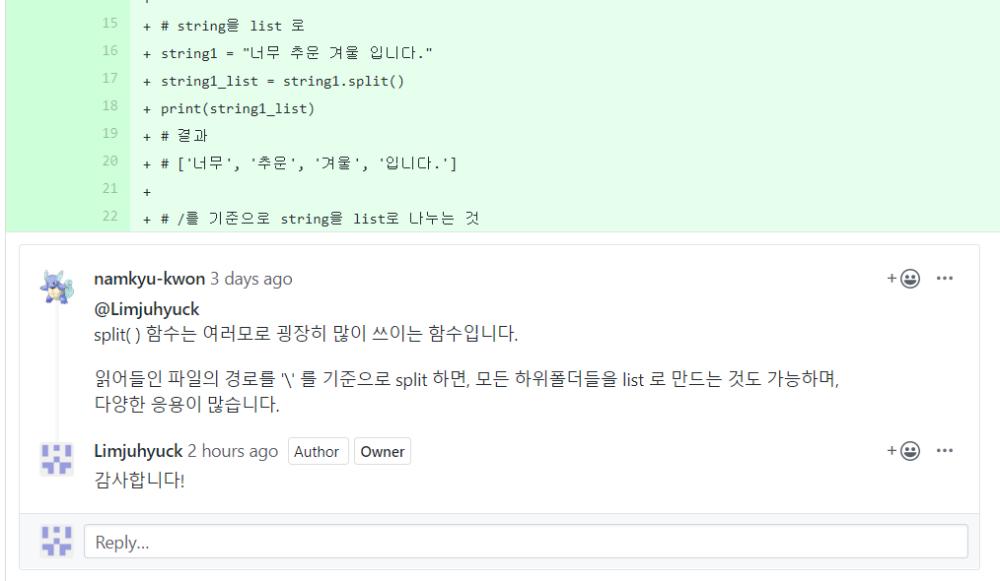 15 + # string을 list 로
16 + string1 = "너무 추운 겨울 입니다."
17 + string1_list = string1.split()
18 + print(string1_list)
19 + # 결과
20 + # ['너무', '추운', '겨울', '입니다.']
21 +
22 + # /를 기준으로 string을 list로 나누는 것
namkyu-kwon 3 days ago
@Limjuhyuck
split( ) 함수는 여러모로 굉장히 많이 쓰이는 함수입니다.
읽어들인 파일의 경로를 '\' 를 기준으로 split 하면, 모든 하위폴더들을 list 로 만드는 것도 가능하며,
다양한 응용이 많습니다.
Limjuhyuck 2 hours ago Author Owner
감사합니다!
Reply...